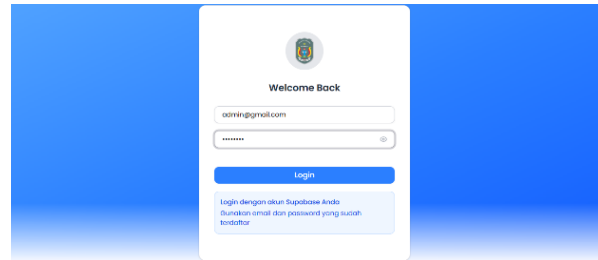 Welcome Back
admin@gmail.com
••••••••
Login
Login dengan akun Supabase Anda
Gunakan email dan password yang sudah
terdaftar